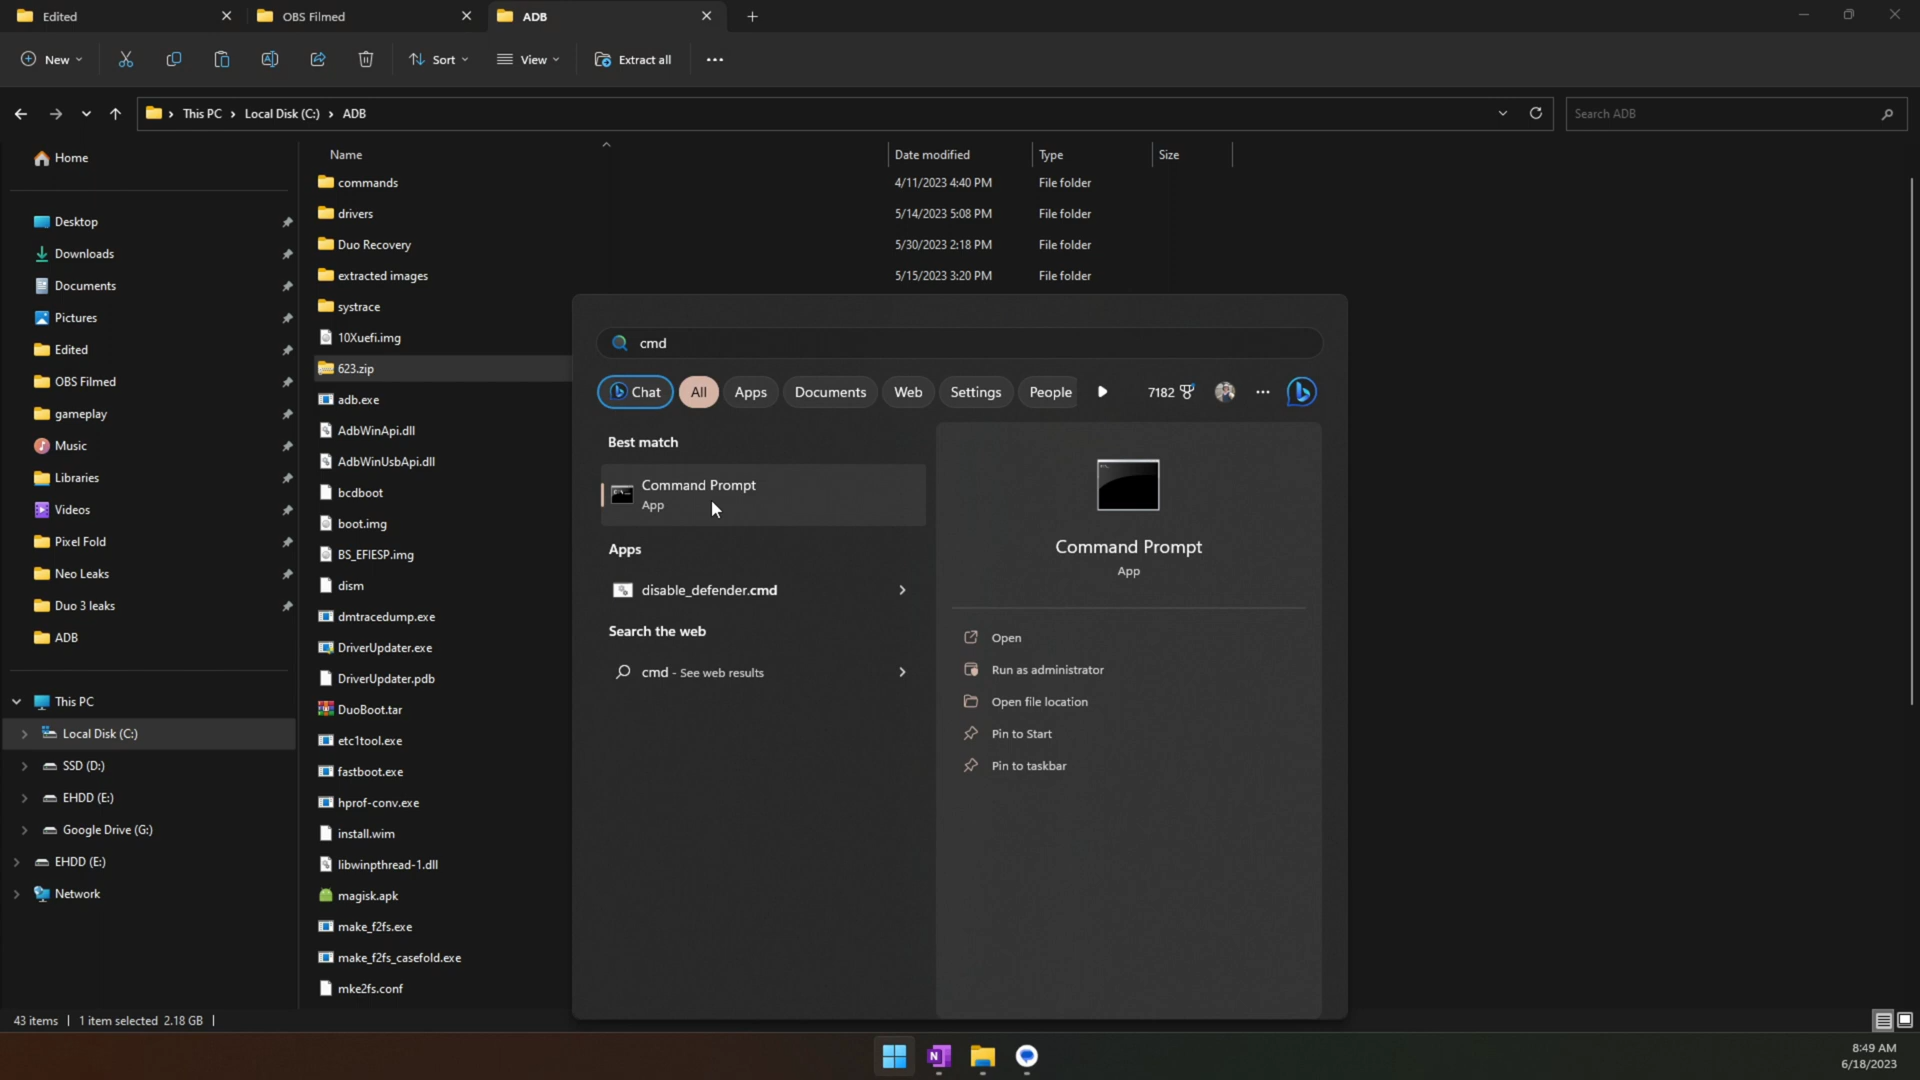 Edited
OBS Filmed
ADB
New
Sort
View
Extract all
This PC
Local Disk (C:)
ADB
Search ADB
Home
Desktop
Downloads
Documents
Pictures
Edited
OBS Filmed
gameplay
Music
Libraries
Videos
Pixel Fold
Neo Leaks
Duo 3 leaks
ADB
This PC
Local Disk (C:)
SSD (D:)
EHDD (E:)
Google Drive (G:)
EHDD (E:)
Network
Name Date modified Type Size
commands 4/11/2023 4:40 PM File folder
drivers 5/14/2023 5:08 PM File folder
Duo Recovery 5/30/2023 2:18 PM File folder
extracted images 5/15/2023 3:20 PM File folder
systrace
10Xuefi.img
623.zip
adb.exe
AdbWinApi.dll
AdbWinUsbApi.dll
bcdboot
boot.img
BS_EFIESP.img
dism
dmtracedump.exe
DriverUpdater.exe
DriverUpdater.pdb
DuoBoot.tar
etc1tool.exe
fastboot.exe
hprof-conv.exe
install.wim
libwinpthread-1.dll
magisk.apk
make_f2fs.exe
make_f2fs_casefold.exe
mke2fs.conf
cmd
Chat
All
Apps
Documents
Web
Settings
People
7182
Best match
Command Prompt
App
Apps
disable_defender.cmd
Search the web
cmd - See web results
Command Prompt
App
Open
Run as administrator
Open file location
Pin to Start
Pin to taskbar
43 items
1 item selected 2.18 GB
8:49 AM
6/18/2023